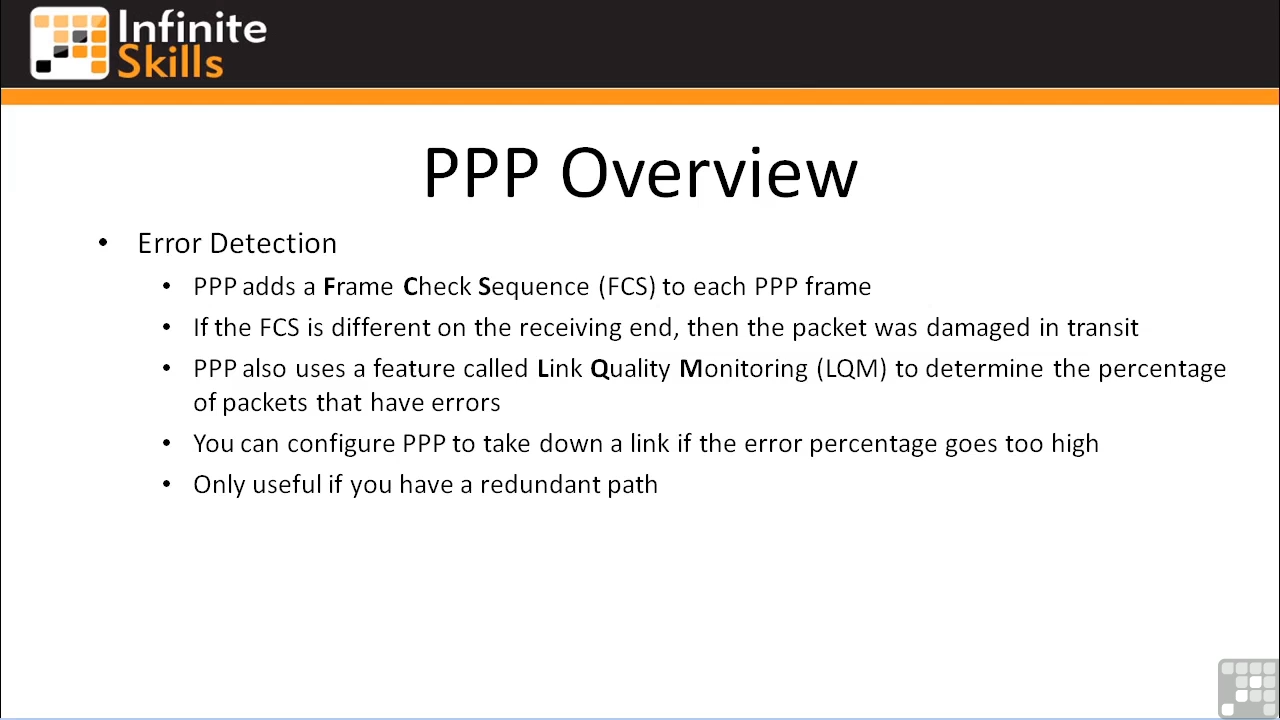 Infinite
Skills
PPP Overview
• Error Detection
• PPP adds a Frame Check Sequence (FCS) to each PPP frame
• If the FCS is different on the receiving end, then the packet was damaged in transit
• PPP also uses a feature called Link Quality Monitoring (LQM) to determine the percentage
of packets that have errors
• You can configure PPP to take down a link if the error percentage goes too high
• Only useful if you have a redundant path